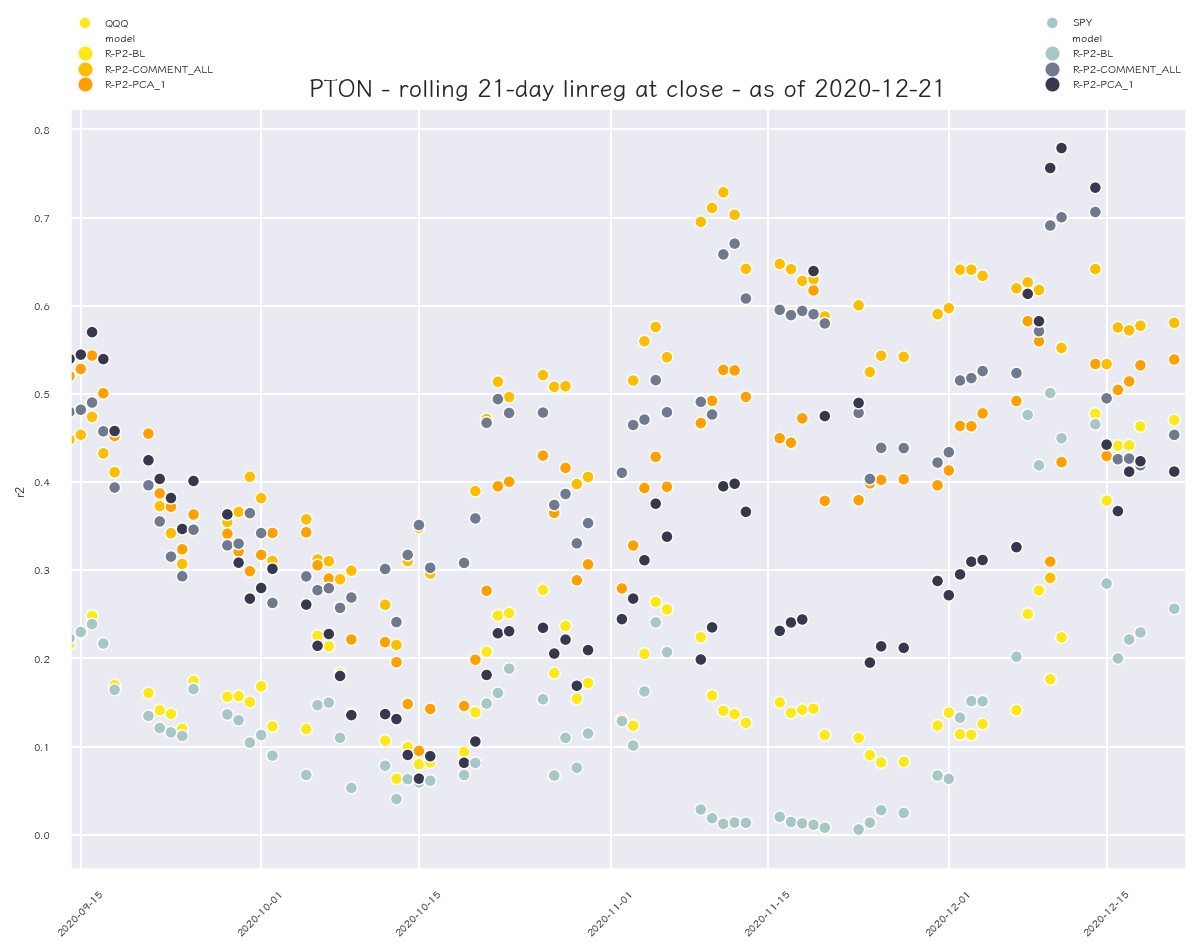 QQQ
model
R-P2-BL
R-P2-COMMENT_ALL
R-P2-PCA_1
SPY
model
R-P2-BL
R-P2-COMMENT_ALL
R-P2-PCA_1
PTON - rolling 21-day linreg at close - as of 2020-12-21
0.8
0.7
0.6
0.5
0.4
0.3
0.2
0.1
0.0
r2
2020-09-15
2020-10-01
2020-10-15
2020-11-01
2020-11-15
2020-12-01
2020-12-15